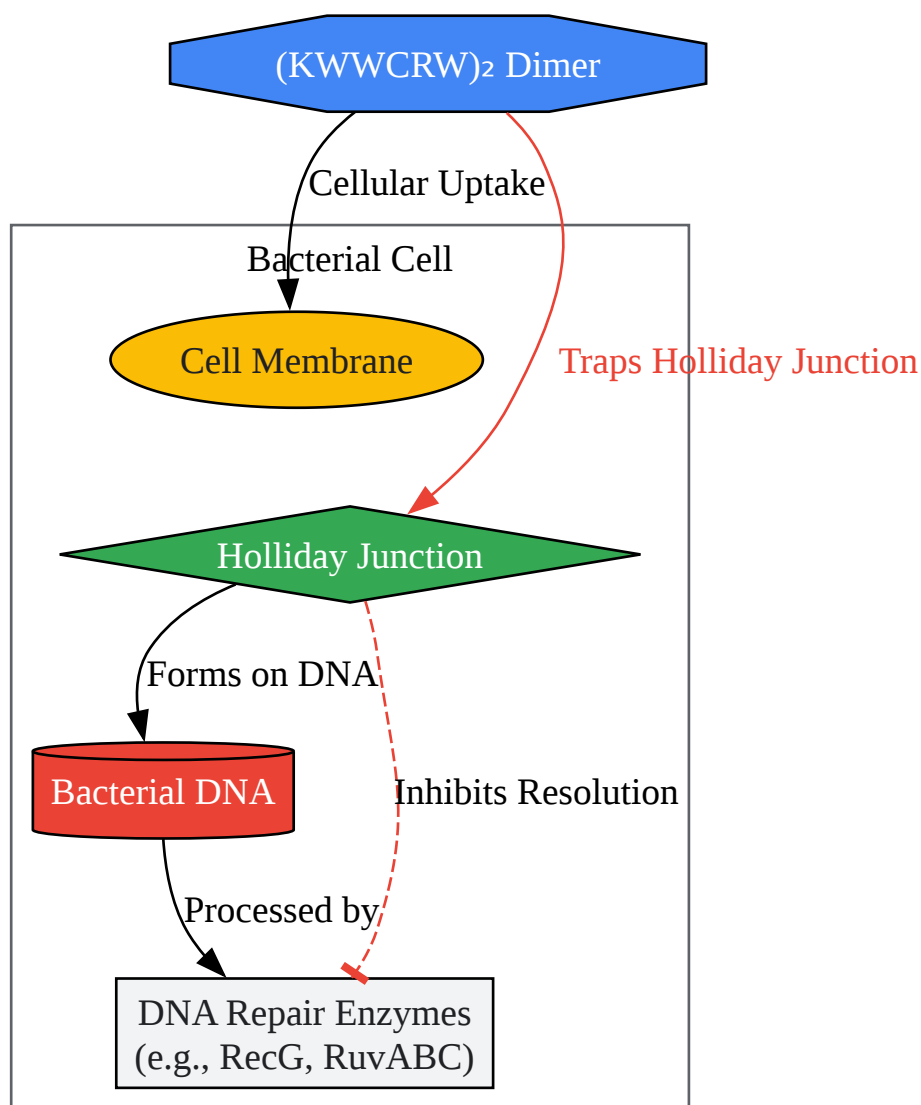 (KWWCRW)₂ Dimer
Cellular Uptake
Bacterial Cell
Cell Membrane
Traps Holliday Junction
Holliday Junction
Forms on DNA
Bacterial DNA
Inhibits Resolution
Processed by
DNA Repair Enzymes
(e.g., RecG, RuvABC)